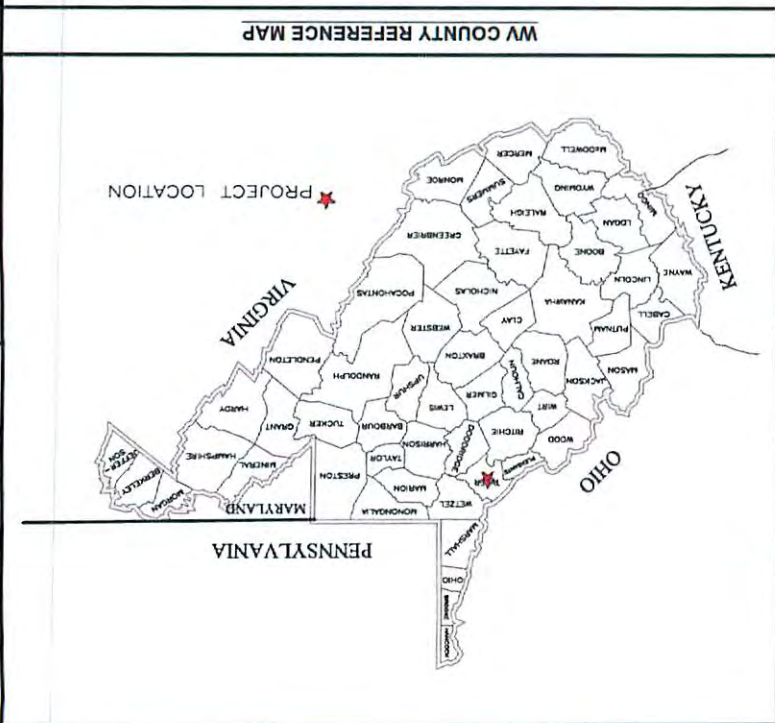 HANCOCK
BROOKE
OHIO
MARSHALL
PENNSYLVANIA
WETZEL
MONONGALIA
MARYLAND
MORGAN
BERKELEY
JEFFER-
SON
MARION
PRESTON
MINERAL
HAMPSHIRE
OHIO
PLEASANTS
TAYLOR
DODDRIDGE
HARRISON
WOOD
RITCHIE
BARBOUR
TUCKER
GRANT
HARDY
WIRT
GILMER
LEWIS
UPSHUR
RANDOLPH
PENDLETON
JACKSON
CALHOUN
ROANE
BRAXTON
MASON
WEBSTER
VIRGINIA
PUTNAM
CLAY
CABELL
KANAWHA
NICHOLAS
POCAHONTAS
WAYNE
LINCOLN
KENTUCKY
BOONE
FAYETTE
GREENBRIER
LOGAN
MINGO
RALEIGH
WYOMING
SUMMERS
MONROE
PROJECT LOCATION
McDOWELL
MERCER
WV COUNTY REFERENCE MAP